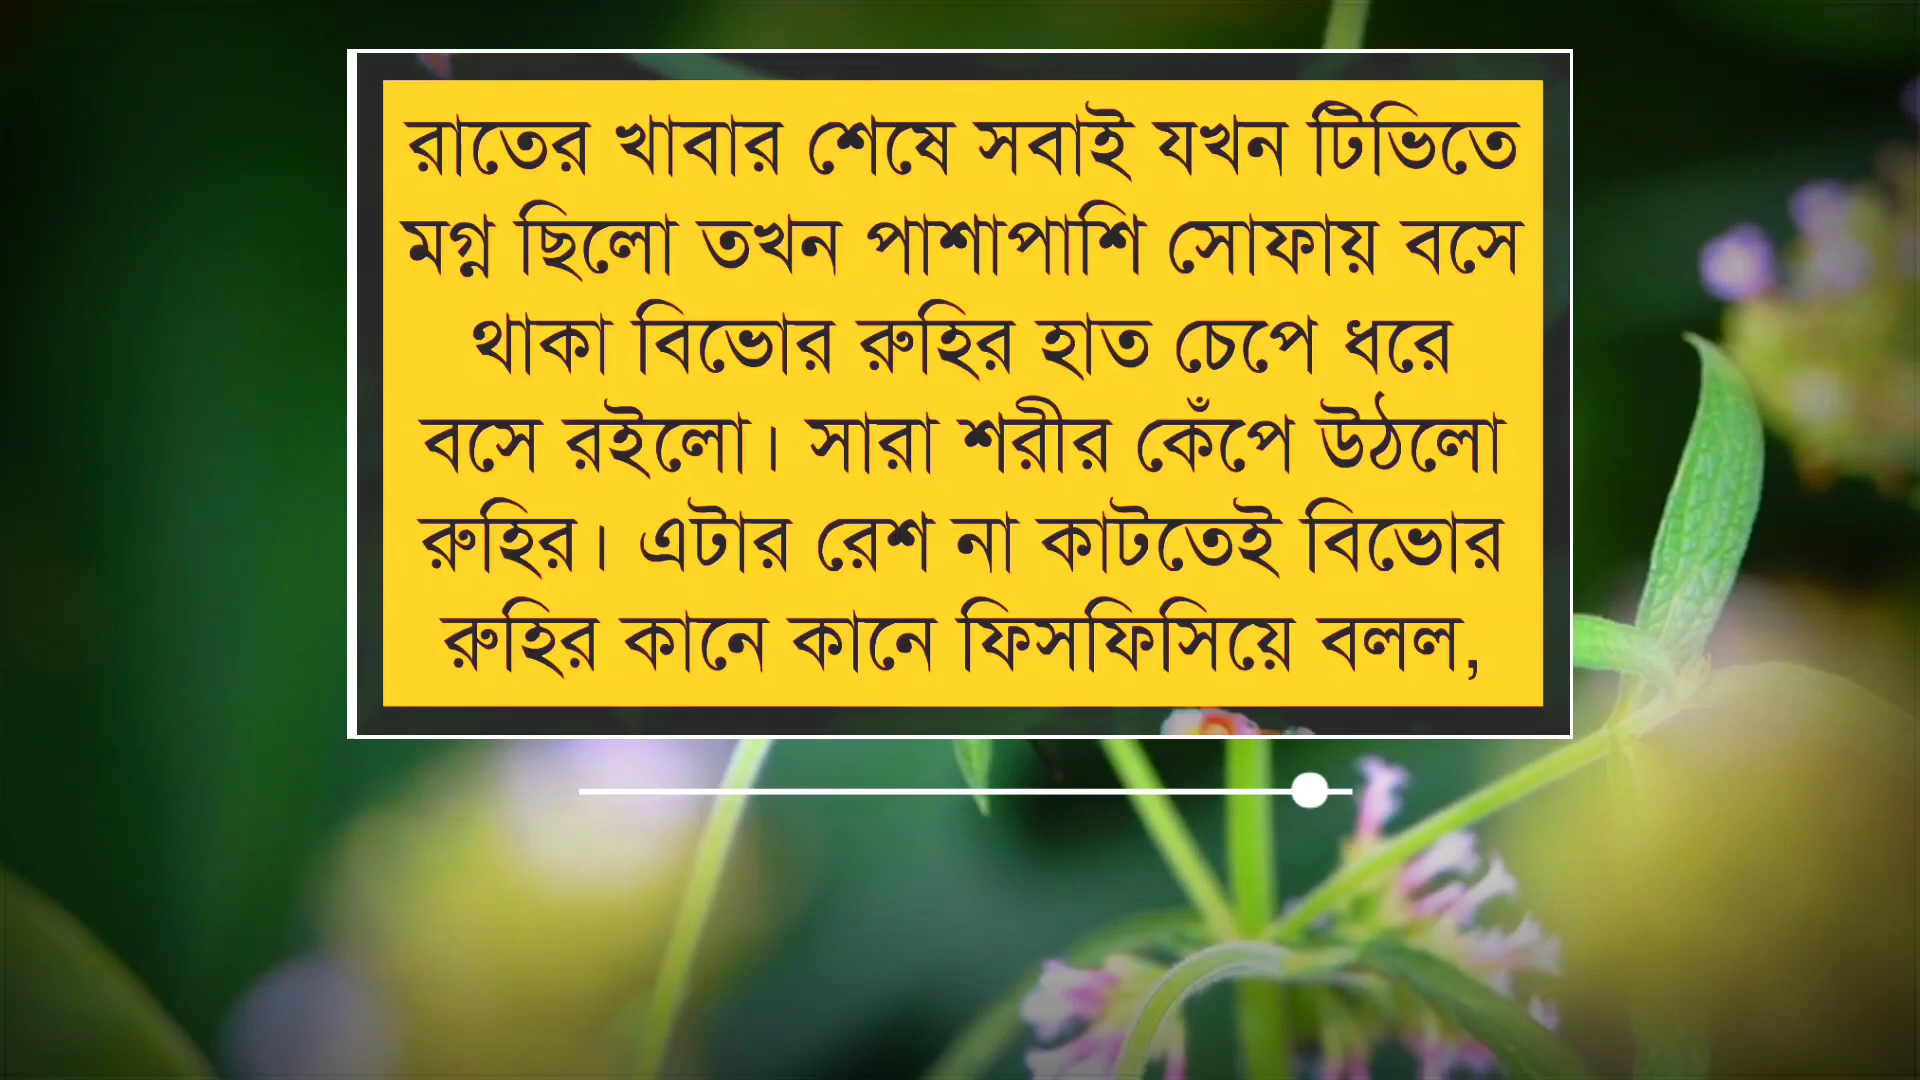 রাতের খাবার শেষে সবাই যখন টিভিতে
মগ্ন ছিলো তখন পাশাপাশি সোফায় বসে
থাকা বিভোর রুহির হাত চেপে ধরে
বসে রইলো। সারা শরীর কেঁপে উঠলো
রুহির। এটার রেশ না কাটতেই বিভোর
রুহির কানে কানে ফিসফিসিয়ে বলল,